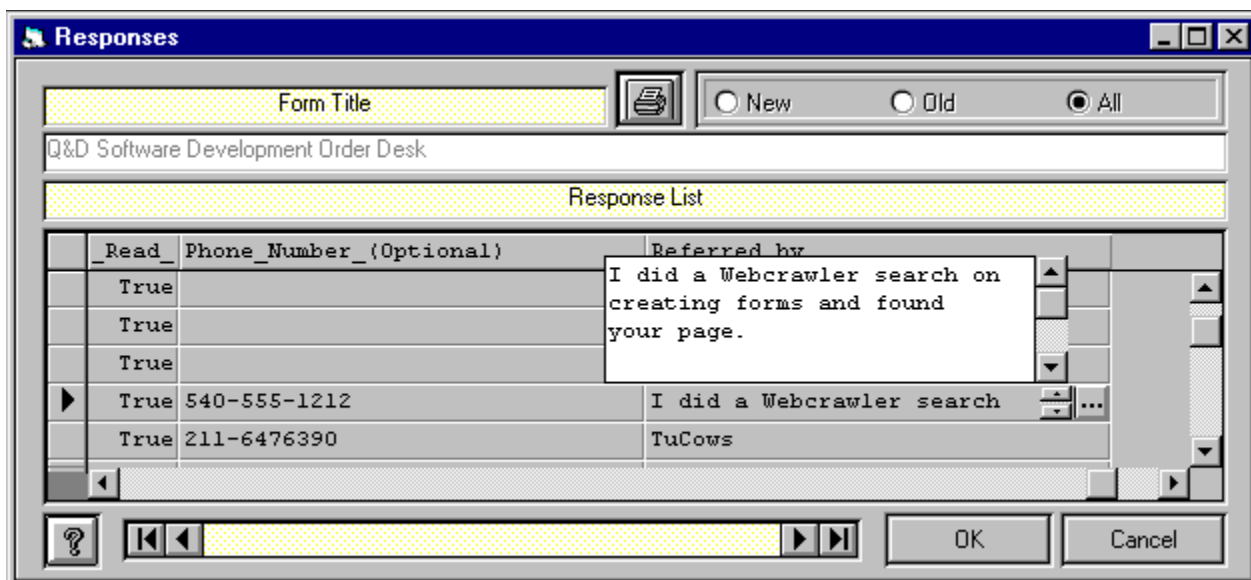 Responses
Form Title
New Old All
Q&D Software Development Order Desk
Response List
_Read_ Phone_Number_(Optional) Referred_by
True
True
True
I did a Webcrawler search on
creating forms and found
your page.
True 540-555-1212 I did a Webcrawler search ...
True 211-6476390 TuCows
? OK Cancel